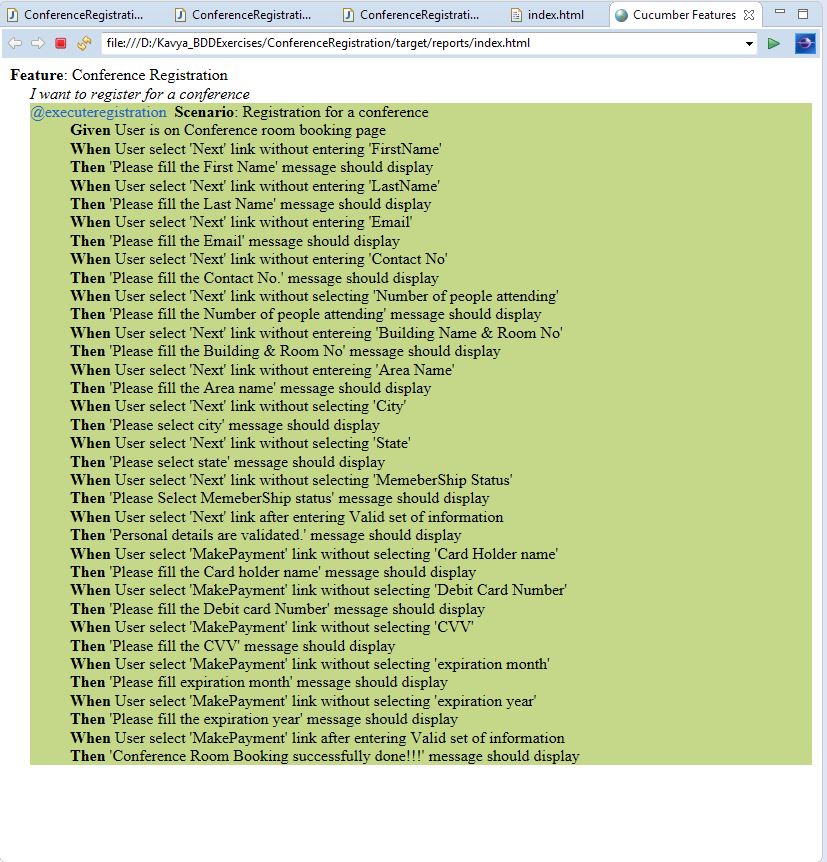 ConferenceRegistrati... ConferenceRegistrati... ConferenceRegistrati... index.html Cucumber Features
file:///D:/Kavya_BDDExercises/ConferenceRegistration/target/reports/index.html
Feature: Conference Registration
I want to register for a conference
@executeregistration Scenario: Registration for a conference
Given User is on Conference room booking page
When User select 'Next' link without entering 'FirstName'
Then 'Please fill the First Name' message should display
When User select 'Next' link without entering 'LastName'
Then 'Please fill the Last Name' message should display
When User select 'Next' link without entering 'Email'
Then 'Please fill the Email' message should display
When User select 'Next' link without entering 'Contact No'
Then 'Please fill the Contact No.' message should display
When User select 'Next' link without selecting 'Number of people attending'
Then 'Please fill the Number of people attending' message should display
When User select 'Next' link without entereing 'Building Name & Room No'
Then 'Please fill the Building & Room No' message should display
When User select 'Next' link without entereing 'Area Name'
Then 'Please fill the Area name' message should display
When User select 'Next' link without selecting 'City'
Then 'Please select city' message should display
When User select 'Next' link without selecting 'State'
Then 'Please select state' message should display
When User select 'Next' link without selecting 'MemeberShip Status'
Then 'Please Select MemeberShip status' message should display
When User select 'Next' link after entering Valid set of information
Then 'Personal details are validated.' message should display
When User select 'MakePayment' link without selecting 'Card Holder name'
Then 'Please fill the Card holder name' message should display
When User select 'MakePayment' link without selecting 'Debit Card Number'
Then 'Please fill the Debit card Number' message should display
When User select 'MakePayment' link without selecting 'CVV'
Then 'Please fill the CVV' message should display
When User select 'MakePayment' link without selecting 'expiration month'
Then 'Please fill expiration month' message should display
When User select 'MakePayment' link without selecting 'expiration year'
Then 'Please fill the expiration year' message should display
When User select 'MakePayment' link after entering Valid set of information
Then 'Conference Room Booking successfully done!!!' message should display